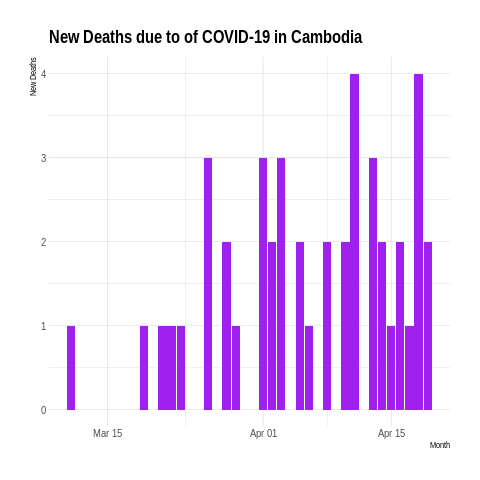 New Deaths due to of COVID-19 in Cambodia
New Deaths
4
3
2
1
0
Mar 15
Apr 01
Apr 15
Month